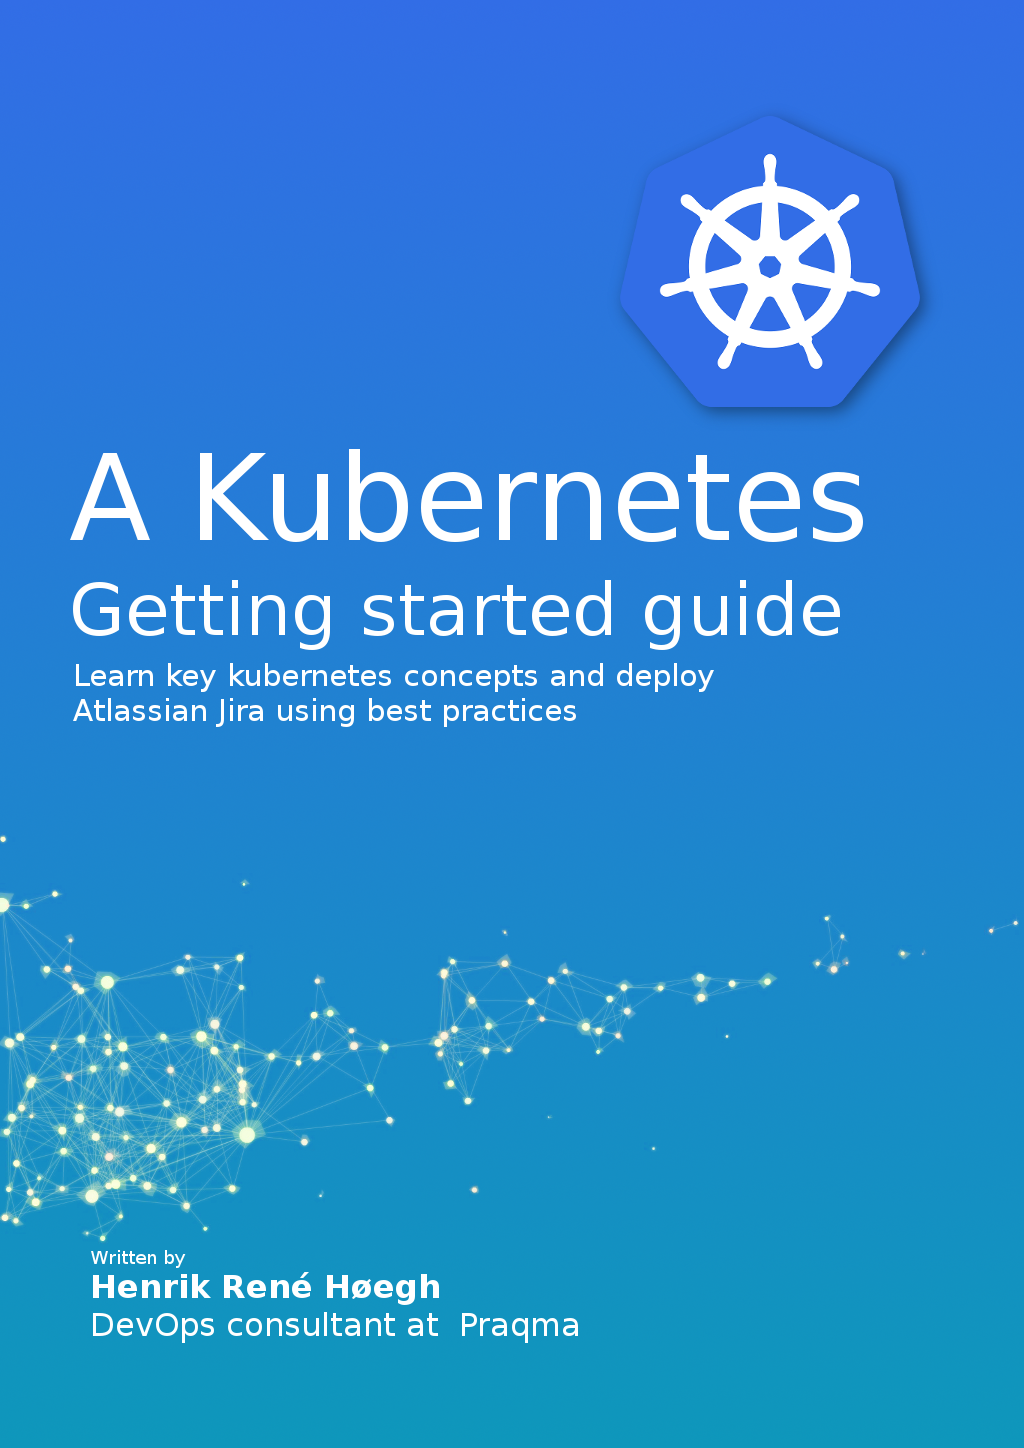 A Kubernetes
Getting started guide
Learn key kubernetes concepts and deploy
Atlassian Jira using best practices
Written by
Henrik René Høegh
DevOps consultant at  Praqma